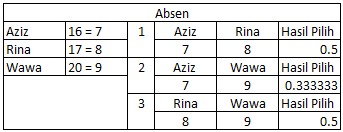 Absen
Aziz 16 = 7 1 Aziz Rina Hasil Pilih
Rina 17 = 8 7 8 0.5
Wawa 20 = 9 2 Aziz Wawa Hasil Pilih
7 9 0.333333
3 Rina Wawa Hasil Pilih
8 9 0.5